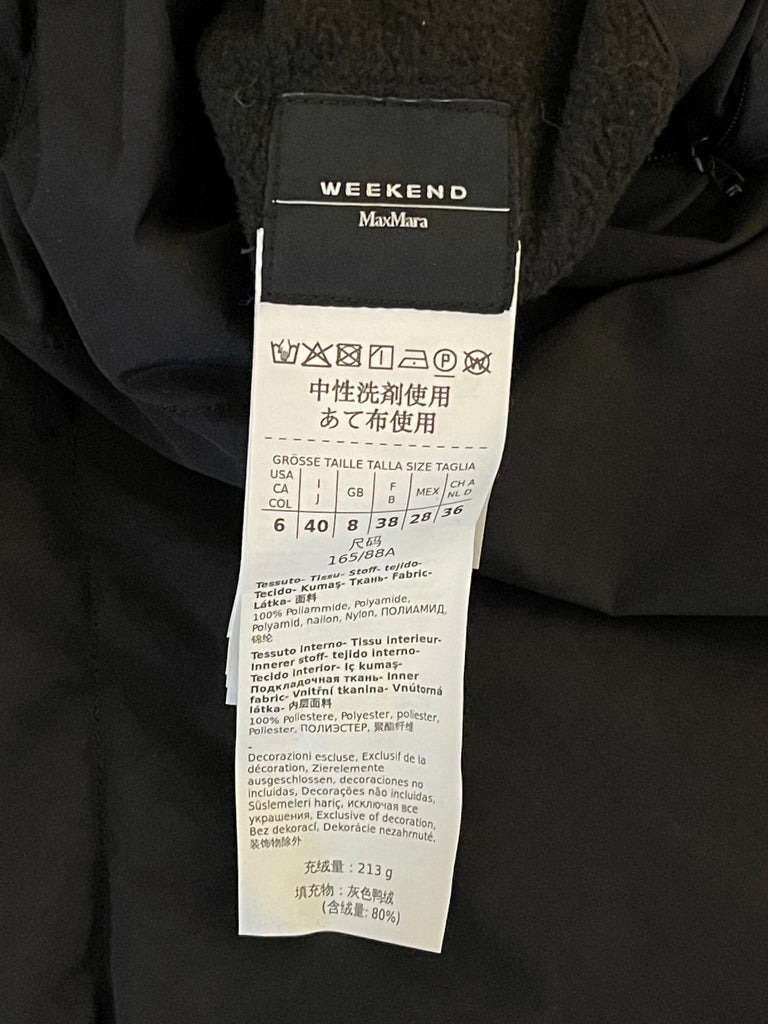 WEEKEND
MaxMara
中性洗剤使用
あて布使用
GRÖSSE TAILLE TALLA SIZE TAGLIA
USA CA COL I J GB F B MEX CH A NL D
6 40 8 38 28 36
尺码
165/88A
Tessuto- Tissu- Stoff- tejido-
Tecido- Kumaş- Ткань- Fabric-
Látka- 面料
100% Poliammide, Polyamide,
Polyamid, nailon, Nylon, ПОЛИАМИД,
锦纶
Tessuto interno- Tissu interieur-
Innerer stoff- tejido interno-
Tecido interior- Iç kumaş-
Подкладочная ткань- Inner
fabric- Vnitřní tkanina- Vnútorná
látka- 内层面料
100% Poliestere, Polyester, poliester,
Poliester, ПОЛИЭСТЕР, 聚酯纤维
-
Decorazioni escluse, Exclusif de la
décoration, Zierelemente
ausgeschlossen, decoraciones no
incluidas, Decorações não incluidas,
Süslemeleri hariç, исключая все
украшения, Exclusive of decoration,
Bez dekorací, Dekorácie nezahrnuté,
装饰物除外
充绒量：213 g
填充物：灰色鸭绒
(含绒量: 80%)